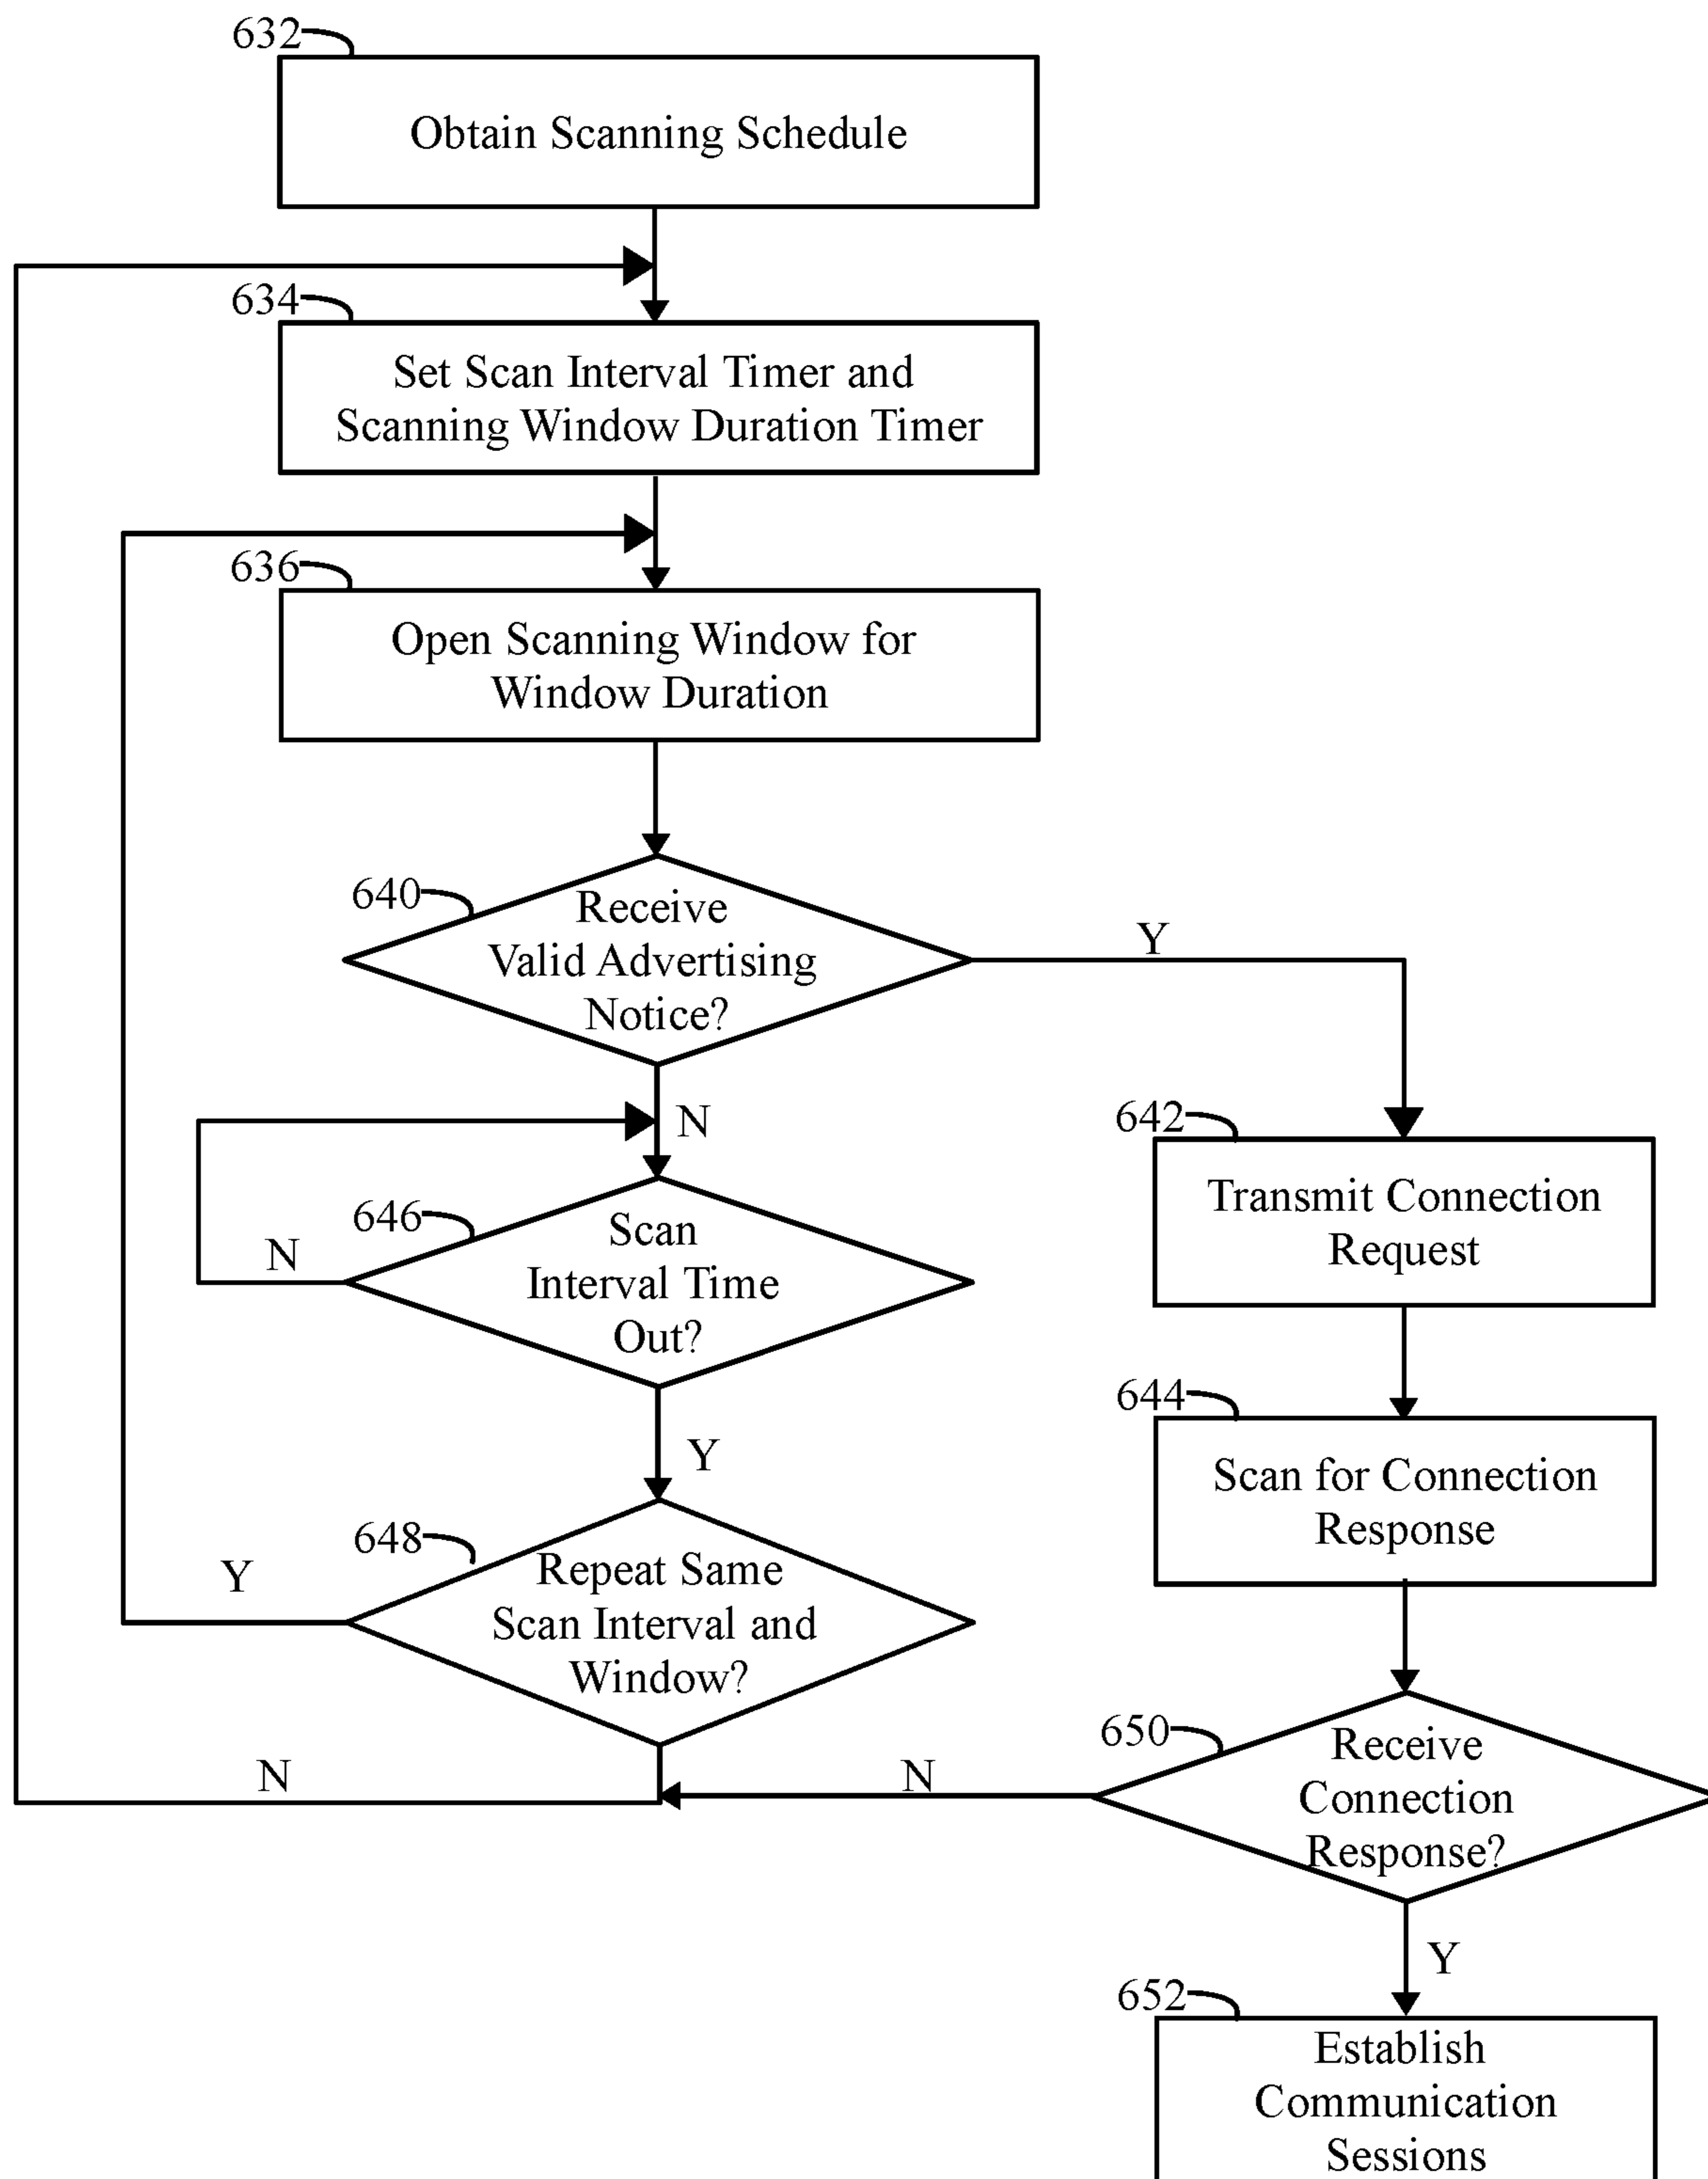 632
Obtain Scanning Schedule
634
Set Scan Interval Timer and
Scanning Window Duration Timer
636
Open Scanning Window for
Window Duration
640
Receive
Valid Advertising
Notice?
Y
N
642
Transmit Connection
Request
646
Scan
Interval Time
Out?
N
Y
644
Scan for Connection
Response
648
Repeat Same
Scan Interval and
Window?
Y
N
650
Receive
Connection
Response?
N
Y
652
Establish
Communication
Sessions